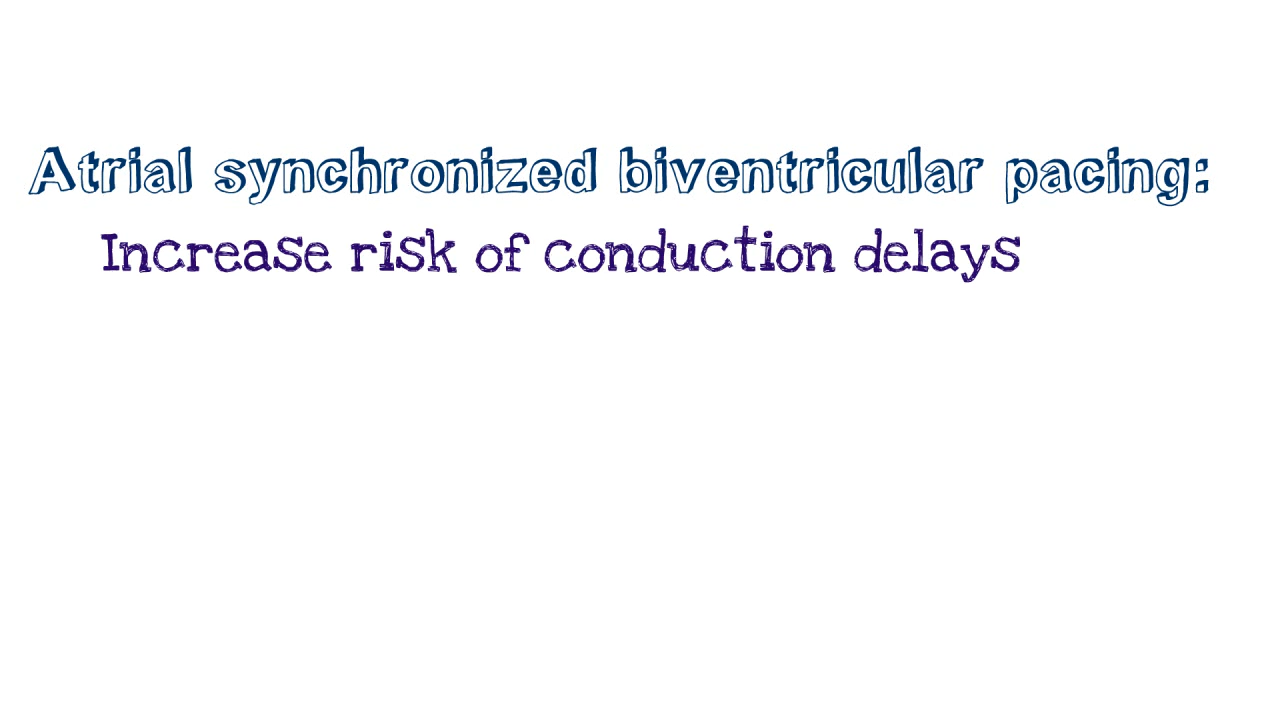 Atrial synchronized biventricular pacing:
Increase risk of conduction delays